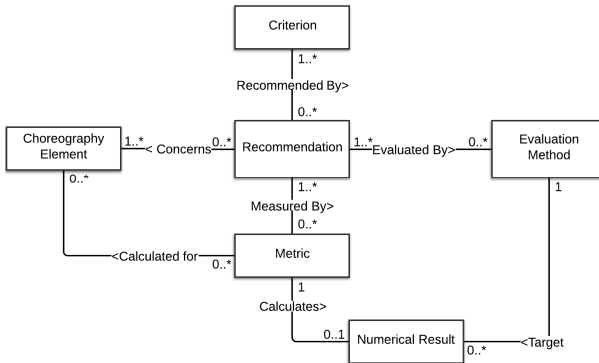 Criterion
1..*
Recommended By>
0..*
Choreography
Element
1..*
< Concerns
0..*
Recommendation
1..*
Evaluated By>
0..*
Evaluation
Method
0..*
1..*
1
Measured By>
0..*
<Calculated for
0..*
Metric
1
Calculates>
0..1
Numerical Result
0..*
<Target